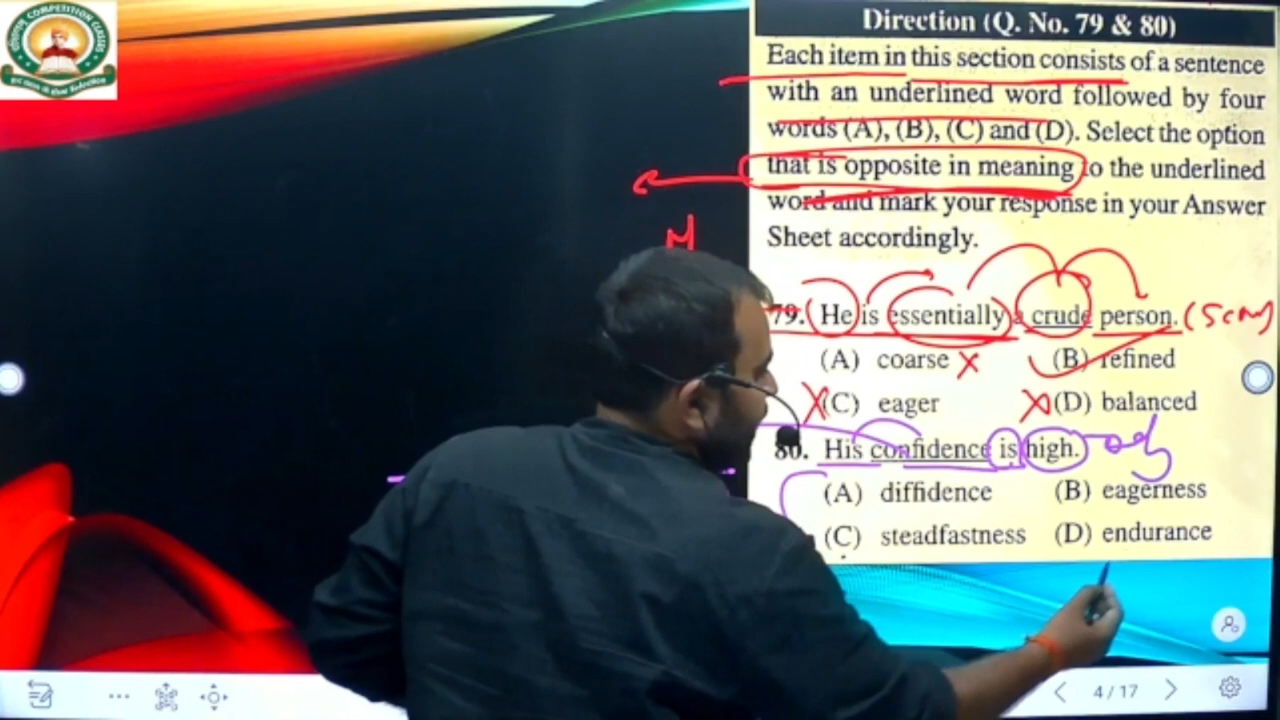 Direction (Q. No. 79 & 80)
Each item in this section consists of a sentence
with an underlined word followed by four
words (A), (B), (C) and (D). Select the option
that is opposite in meaning to the underlined
word and mark your response in your Answer
Sheet accordingly.
79. He is essentially a crude person.
(A) coarse (B) refined
(C) eager (D) balanced
80. His confidence is high.
(A) diffidence (B) eagerness
(C) steadfastness (D) endurance
4/17